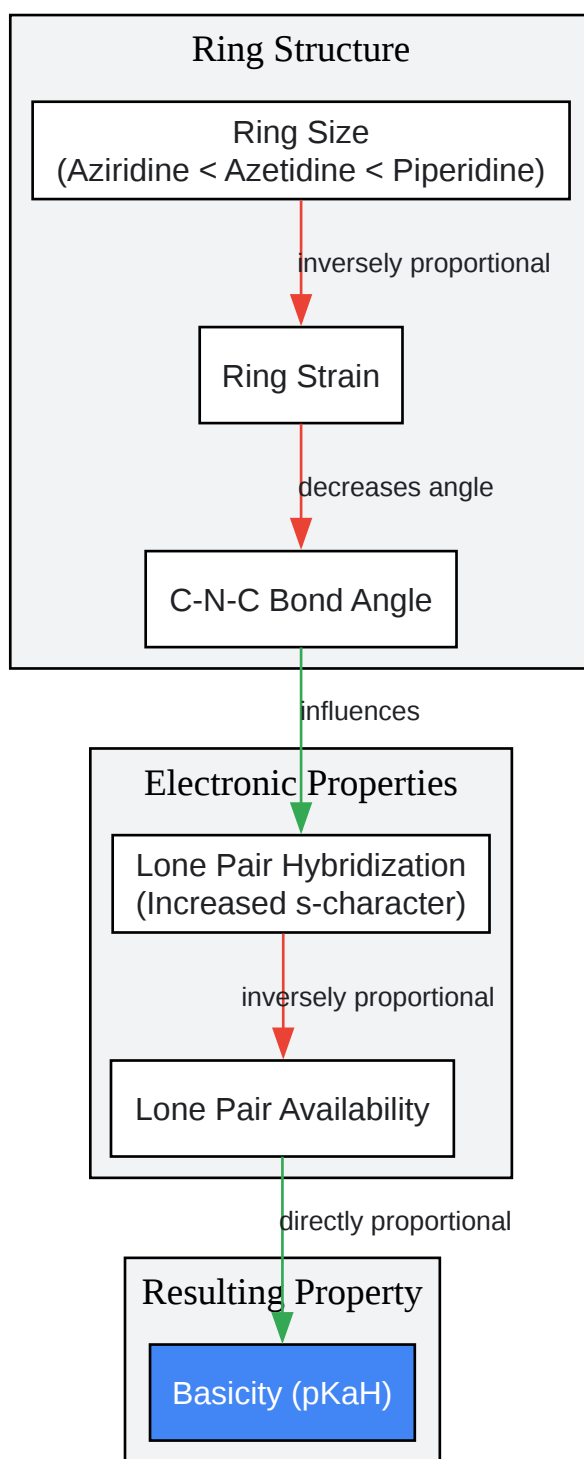 Ring Structure
Ring Size
(Aziridine < Azetidine < Piperidine)
inversely proportional
Ring Strain
decreases angle
C-N-C Bond Angle
influences
Electronic Properties
Lone Pair Hybridization
(Increased s-character)
inversely proportional
Lone Pair Availability
directly proportional
Resulting Property
Basicity (pKaH)